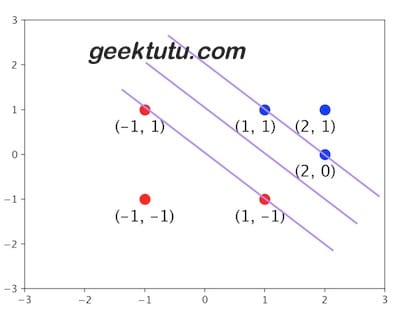 3
geektutu.com
2
1
(-1, 1) (1, 1) (2, 1)
0
(2, 0)
-1
(-1, -1) (1, -1)
-2
-3
-3 -2 -1 0 1 2 3